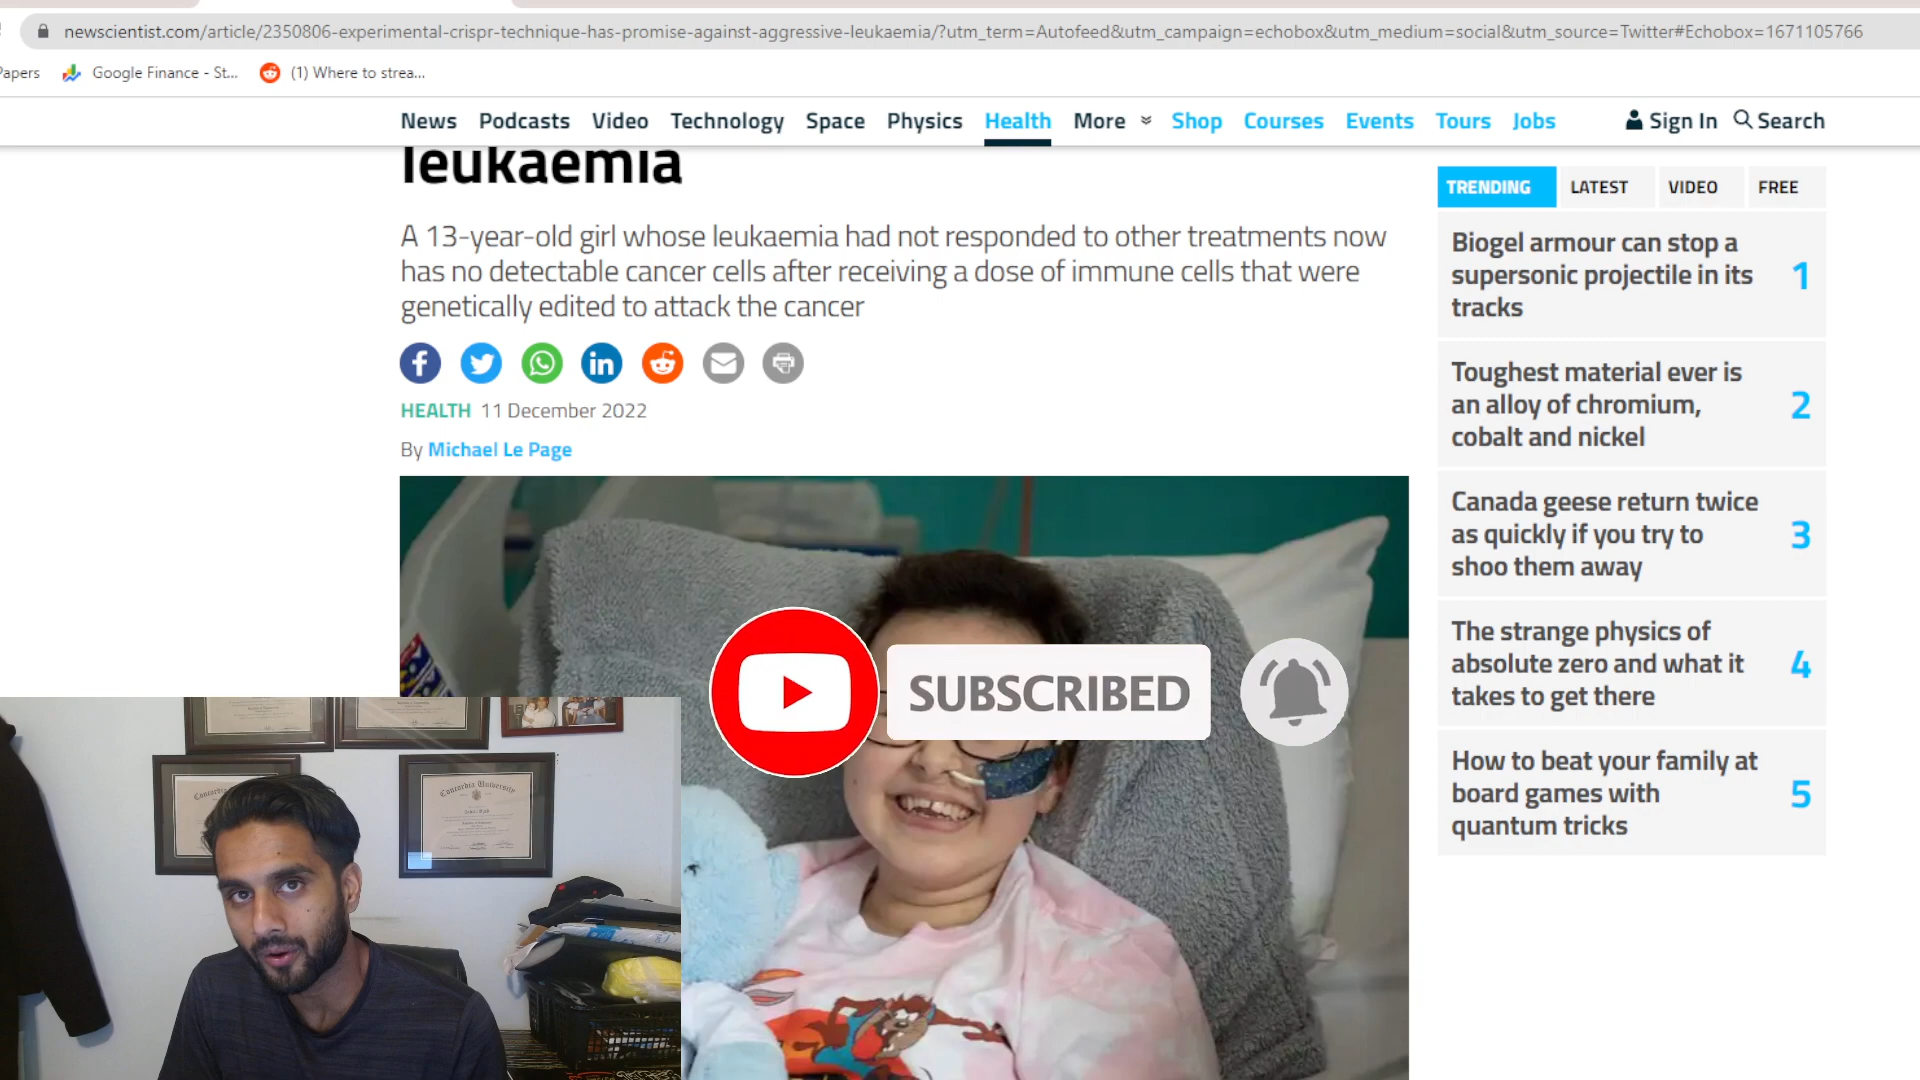 newscientist.com/article/2350806-experimental-crispr-technique-has-promise-against-aggressive-leukaemia/?utm_term=Autofeed&utm_campaign=echobox&utm_medium=social&utm_source=Twitter#Echobox=1671105766
Papers Google Finance - St... (1) Where to strea...
News Podcasts Video Technology Space Physics Health More Shop Courses Events Tours Jobs Sign In Search
leukaemia
A 13-year-old girl whose leukaemia had not responded to other treatments now
has no detectable cancer cells after receiving a dose of immune cells that were
genetically edited to attack the cancer
HEALTH 11 December 2022
By Michael Le Page
TRENDING LATEST VIDEO FREE
Biogel armour can stop a
supersonic projectile in its
tracks
1
Toughest material ever is
an alloy of chromium,
cobalt and nickel
2
Canada geese return twice
as quickly if you try to
shoo them away
3
The strange physics of
absolute zero and what it
takes to get there
4
How to beat your family at
board games with
quantum tricks
5
SUBSCRIBED
Concordia University